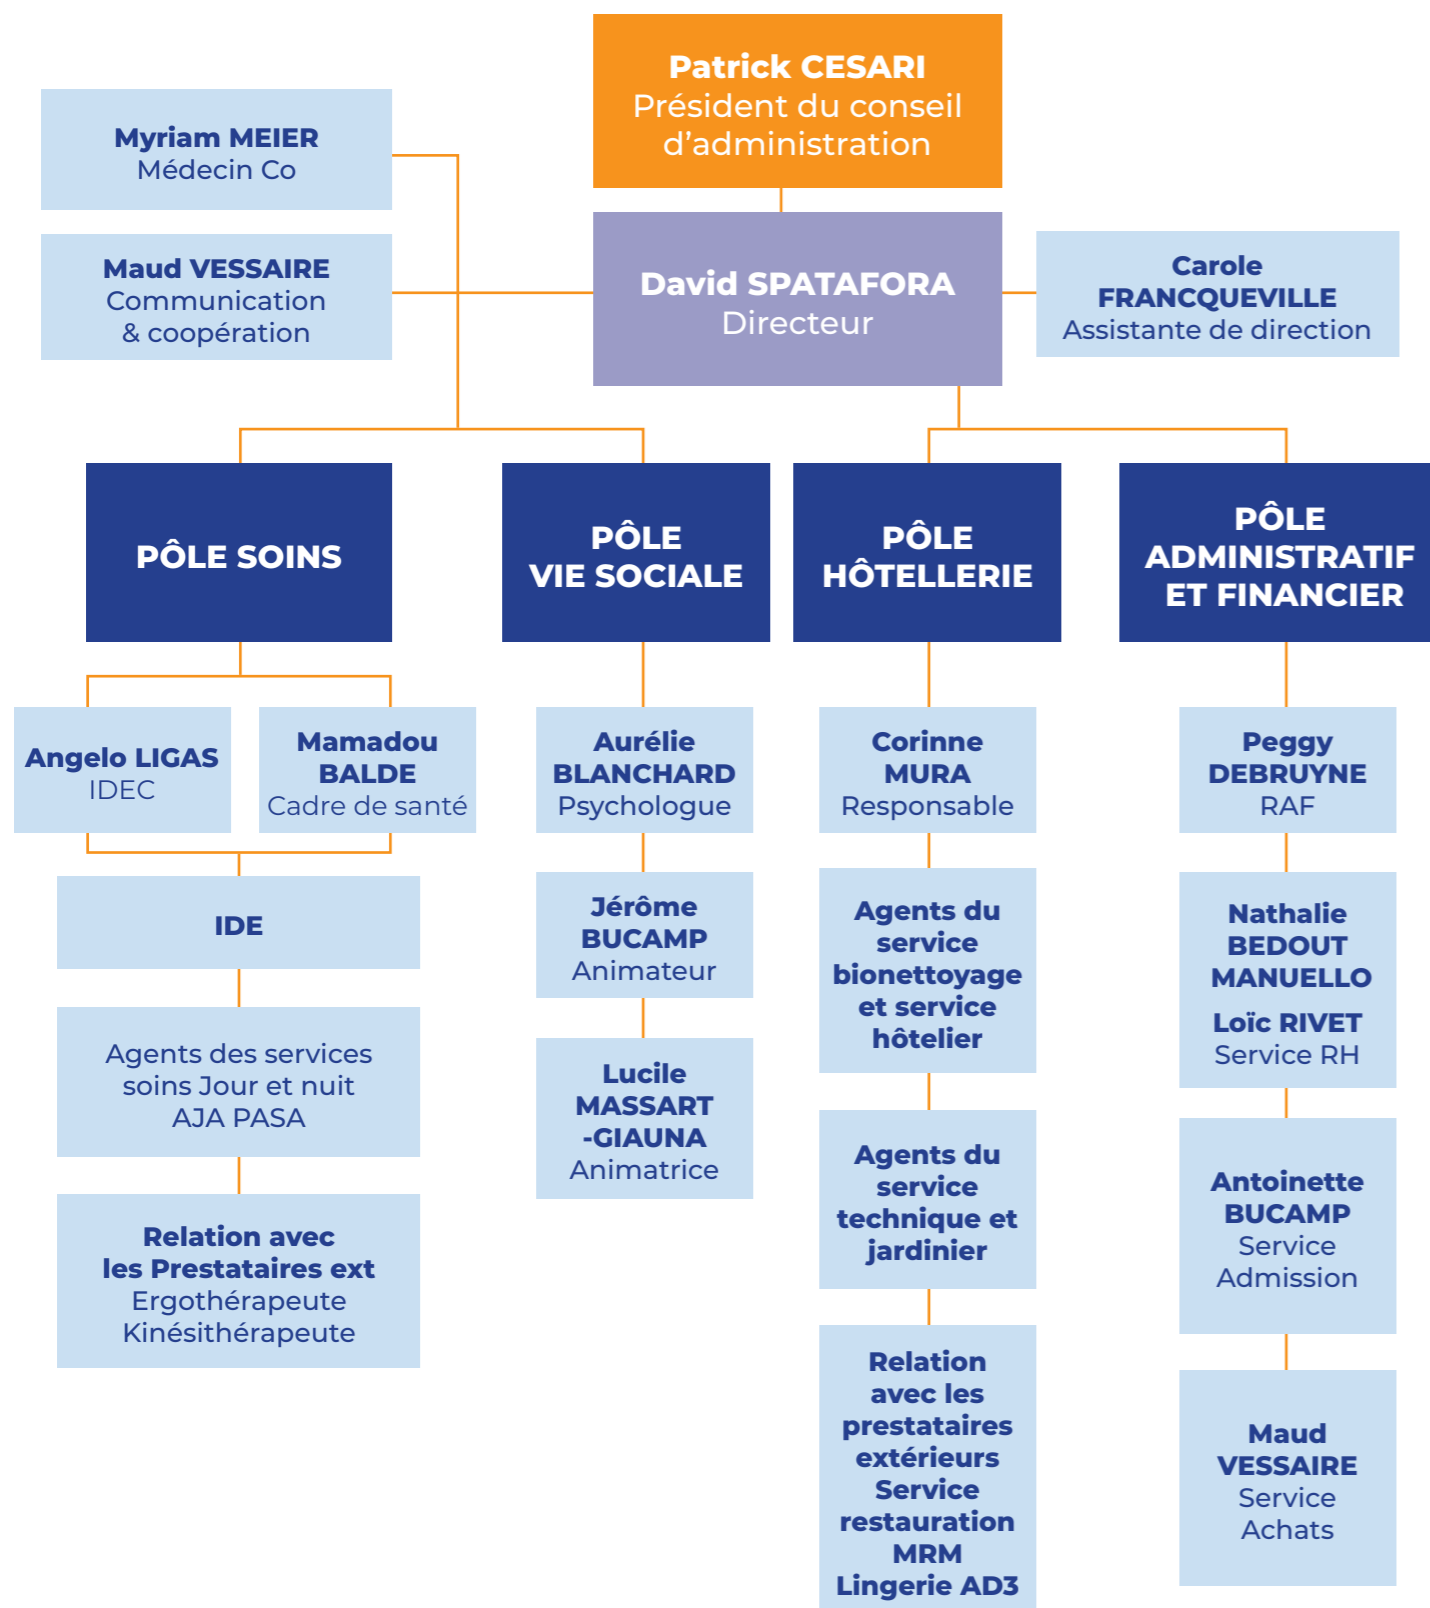 Patrick CESARI
Président du conseil
d'administration
Myriam MEIER
Médecin Co
Maud VESSAIRE
Communication
& coopération
David SPATAFORA
Directeur
Carole
FRANCQUEVILLE
Assistante de direction
PÔLE SOINS
PÔLE
VIE SOCIALE
PÔLE
HÔTELLERIE
PÔLE
ADMINISTRATIF
ET FINANCIER
Angelo LIGAS
IDEC
Mamadou
BALDE
Cadre de santé
IDE
Agents des services
soins Jour et nuit
AJA PASA
Relation avec
les Prestataires ext
Ergothérapeute
Kinésithérapeute
Aurélie
BLANCHARD
Psychologue
Jérôme
BUCAMP
Animateur
Lucile
MASSART
-GIAUNA
Animatrice
Corinne
MURA
Responsable
Agents du
service
bionettoyage
et service
hôtelier
Agents du
service
technique et
jardinier
Relation
avec les
prestataires
extérieurs
Service
restauration
MRM
Lingerie AD3
Peggy
DEBRUYNE
RAF
Nathalie
BEDOUT
MANUELLO
Loïc RIVET
Service RH
Antoinette
BUCAMP
Service
Admission
Maud
VESSAIRE
Service
Achats